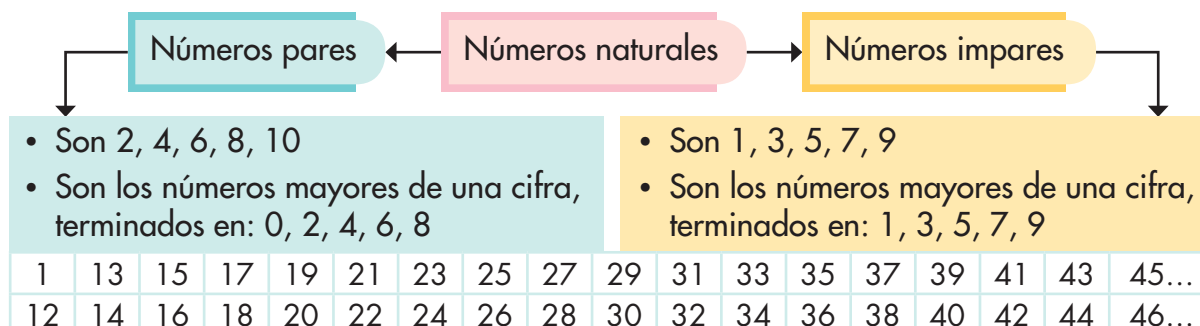 Números pares Números naturales Números impares
• Son 2, 4, 6, 8, 10
• Son los números mayores de una cifra,
terminados en: 0, 2, 4, 6, 8
• Son 1, 3, 5, 7, 9
• Son los números mayores de una cifra,
terminados en: 1, 3, 5, 7, 9
1 13 15 17 19 21 23 25 27 29 31 33 35 37 39 41 43 45...
12 14 16 18 20 22 24 26 28 30 32 34 36 38 40 42 44 46...